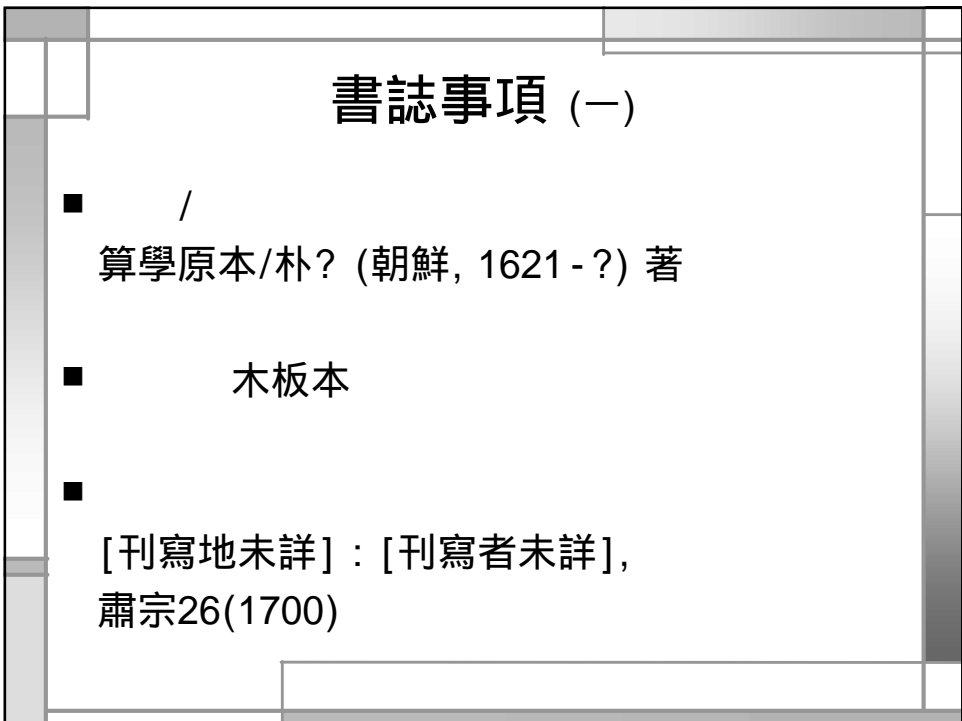 書誌事項 (一)
■ /
算學原本/朴? (朝鮮, 1621 - ?) 著
■ 木板本
■
[刊寫地未詳] : [刊寫者未詳],
肅宗26(1700)